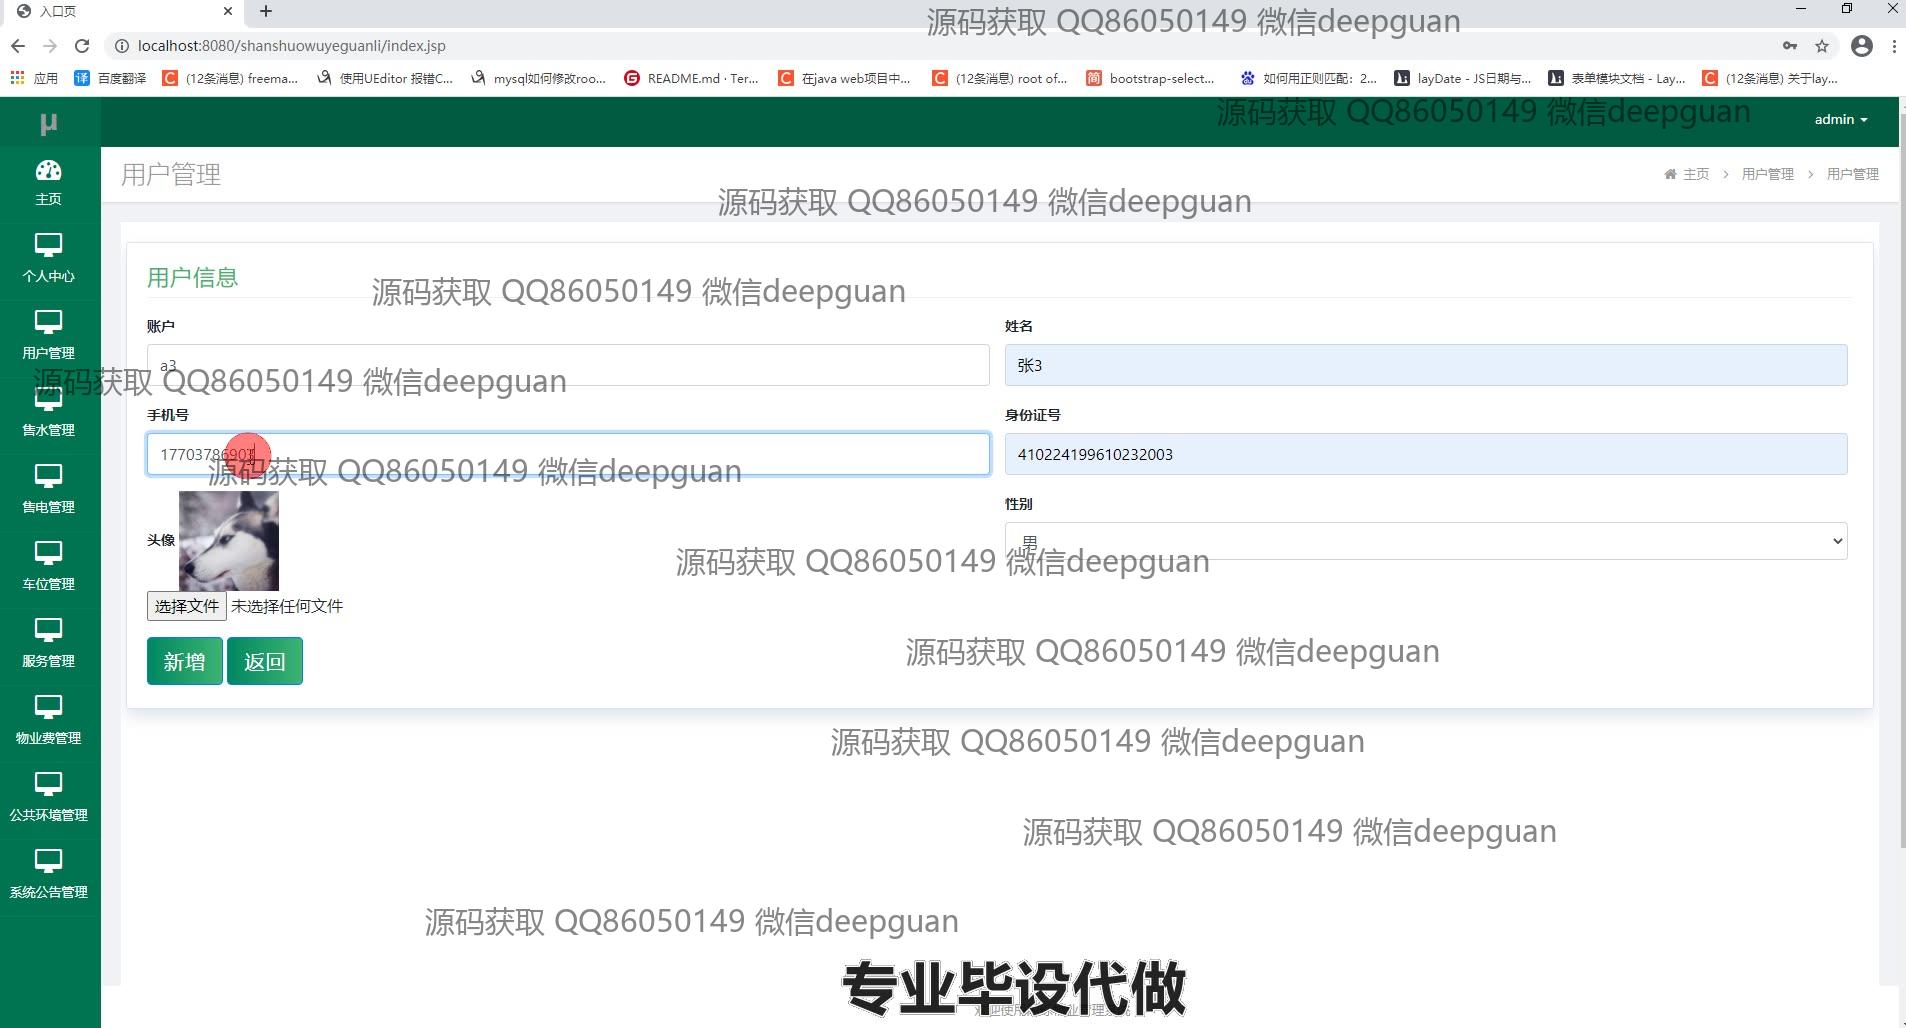 入口页
源码获取 QQ86050149 微信deepguan
localhost:8080/shanshuowuyeguanli/index.jsp
应用 百度翻译 (12条消息) freema... 使用UEditor 报错C... mysql如何修改roo... README.md · Ter... 在java web项目中... (12条消息) root of... bootstrap-select... 如何用正则匹配：2... layDate - JS日期与... 表单模块文档 - Lay... (12条消息) 关于lay...
源码获取 QQ86050149 微信deepguan
μ
admin
主页
用户管理
主页 > 用户管理 > 用户管理
源码获取 QQ86050149 微信deepguan
个人中心
用户信息
源码获取 QQ86050149 微信deepguan
账户
姓名
用户管理
a3
张3
源码获取 QQ86050149 微信deepguan
手机号
身份证号
售水管理
410224199610232003
源码获取 QQ86050149 微信deepguan
售电管理
性别
头像
男
源码获取 QQ86050149 微信deepguan
车位管理
选择文件 未选择任何文件
服务管理
新增 返回
源码获取 QQ86050149 微信deepguan
物业费管理
源码获取 QQ86050149 微信deepguan
公共环境管理
源码获取 QQ86050149 微信deepguan
系统公告管理
源码获取 QQ86050149 微信deepguan
专业毕设代做